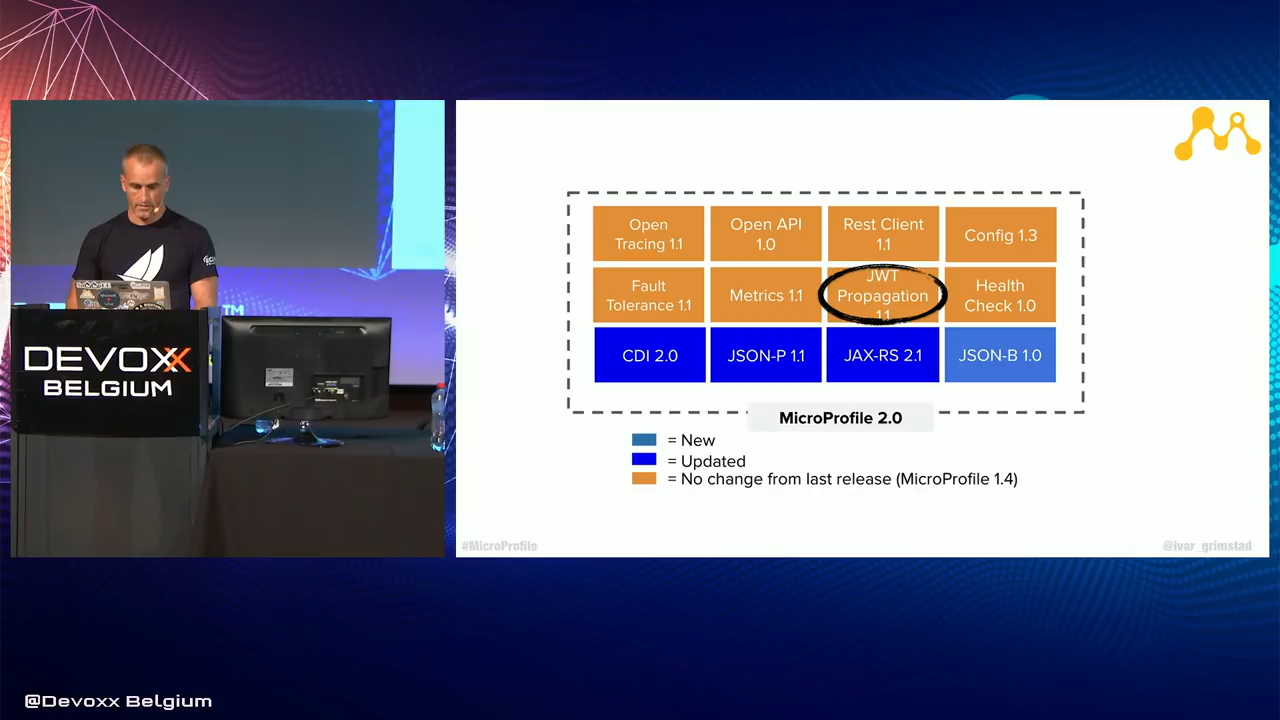 DEVOXX
BELGIUM
Open
Tracing 1.1
Open API
1.0
Rest Client
1.1
Config 1.3
Fault
Tolerance 1.1
Metrics 1.1
JWT
Propagation
1.1
Health
Check 1.0
CDI 2.0
JSON-P 1.1
JAX-RS 2.1
JSON-B 1.0
MicroProfile 2.0
= New
= Updated
= No change from last release (MicroProfile 1.4)
#MicroProfile
@ivar_grimstad
@Devoxx Belgium